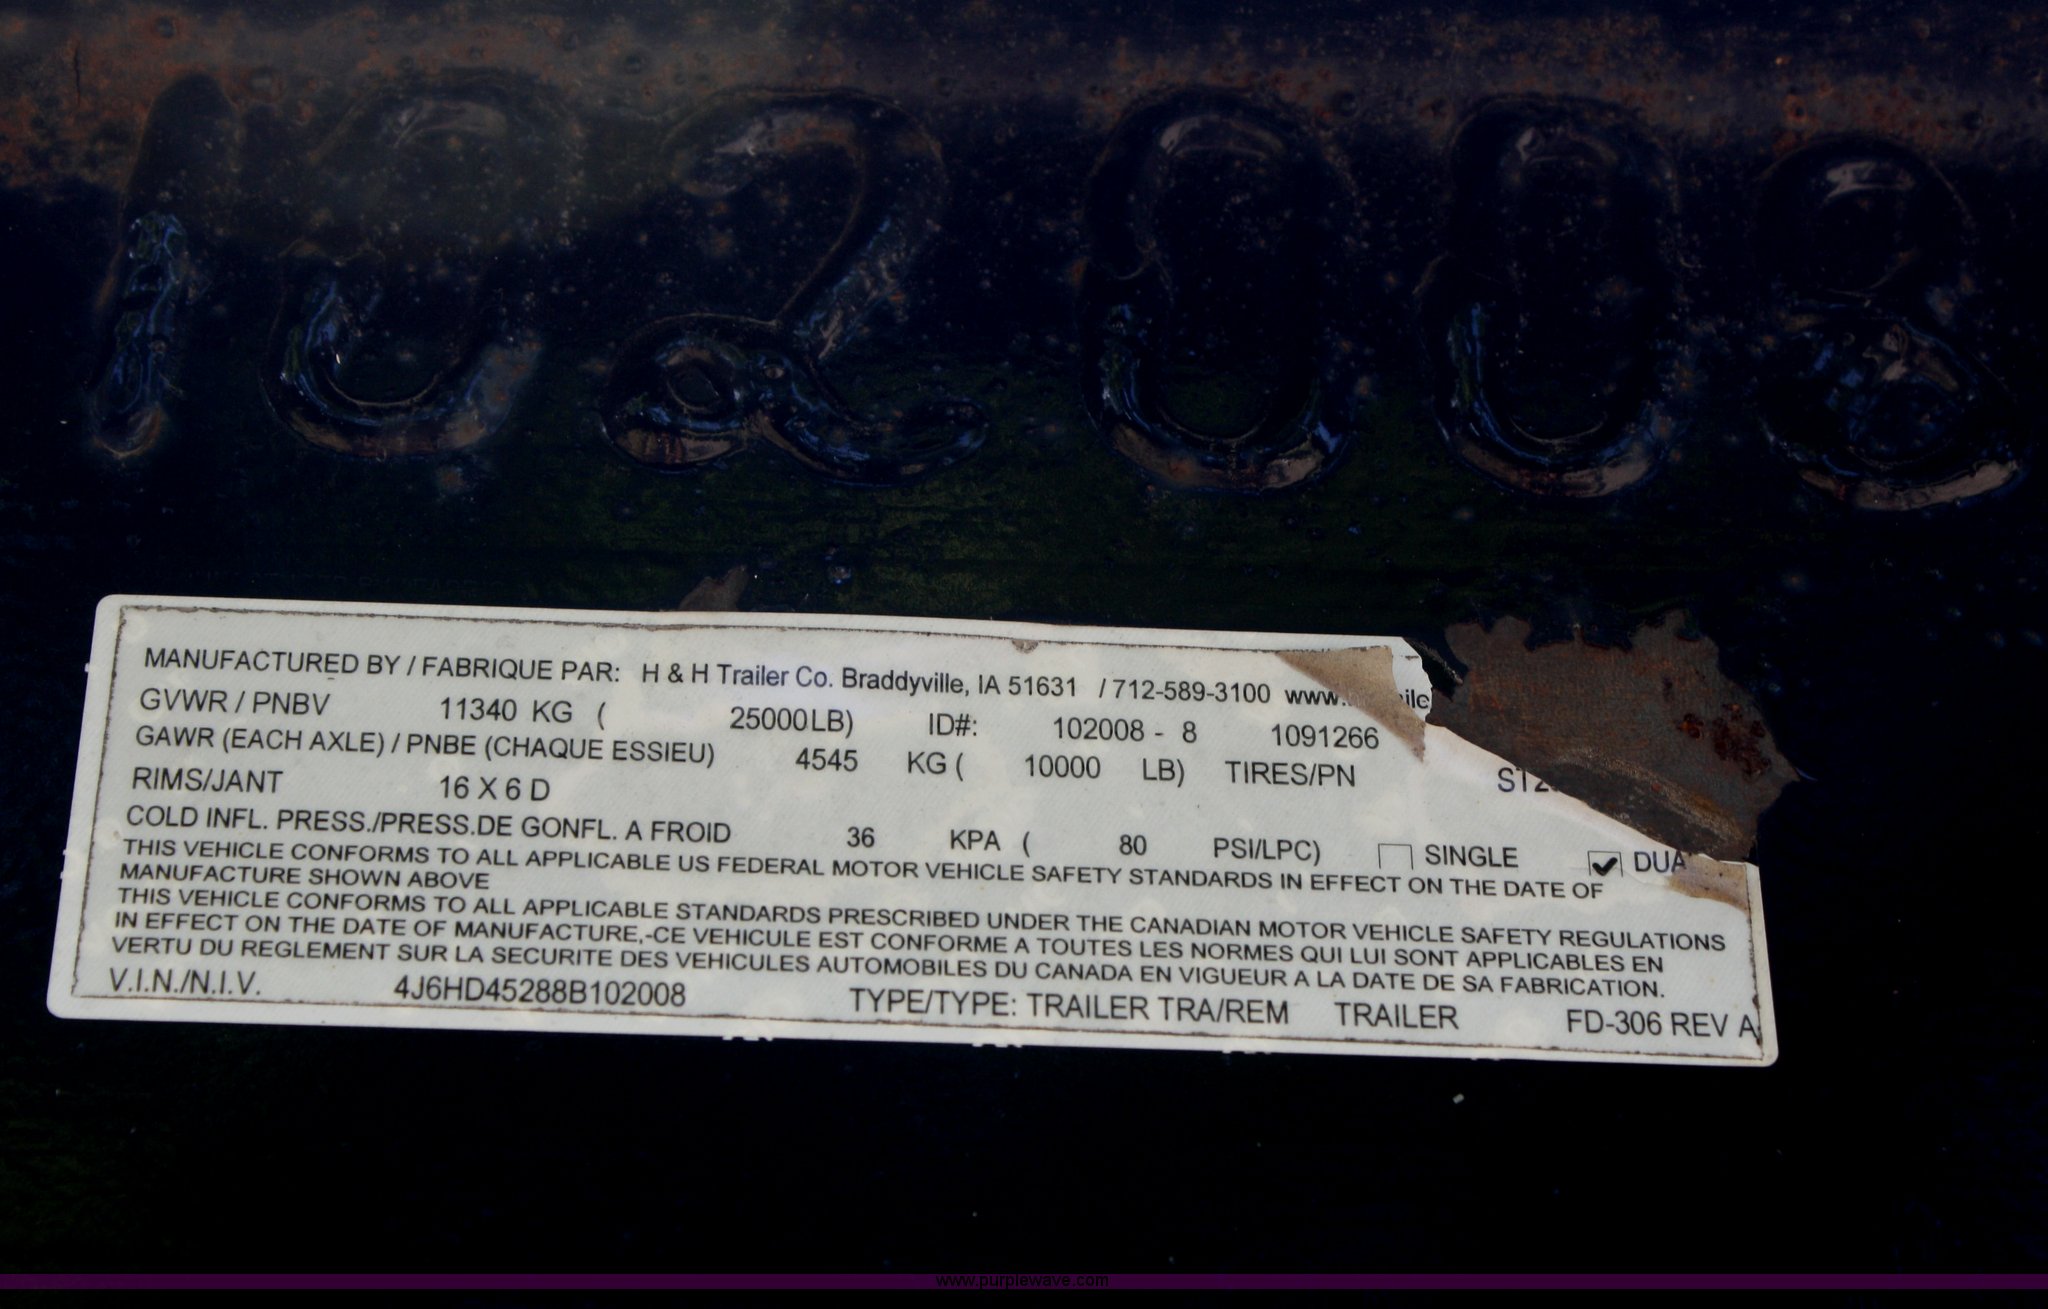 102008
MANUFACTURED BY / FABRIQUE PAR: H & H Trailer Co. Braddyville, IA 51631 / 712-589-3100 www.
GVWR / PNBV 11340 KG ( 25000LB) ID#: 102008 - 8 1091266
GAWR (EACH AXLE) / PNBE (CHAQUE ESSIEU) 4545 KG ( 10000 LB) TIRES/PN
RIMS/JANT 16 X 6 D
COLD INFL. PRESS./PRESS.DE GONFL. A FROID 36 KPA ( 80 PSI/LPC) SINGLE
THIS VEHICLE CONFORMS TO ALL APPLICABLE US FEDERAL MOTOR VEHICLE SAFETY STANDARDS IN EFFECT ON THE DATE OF
MANUFACTURE SHOWN ABOVE
THIS VEHICLE CONFORMS TO ALL APPLICABLE STANDARDS PRESCRIBED UNDER THE CANADIAN MOTOR VEHICLE SAFETY REGULATIONS
IN EFFECT ON THE DATE OF MANUFACTURE,-CE VEHICULE EST CONFORME A TOUTES LES NORMES QUI LUI SONT APPLICABLES EN
VERTU DU REGLEMENT SUR LA SECURITE DES VEHICULES AUTOMOBILES DU CANADA EN VIGUEUR A LA DATE DE SA FABRICATION.
V.I.N./N.I.V. 4J6HD45288B102008 TYPE/TYPE: TRAILER TRA/REM TRAILER FD-306 REV A
www.purplewave.com